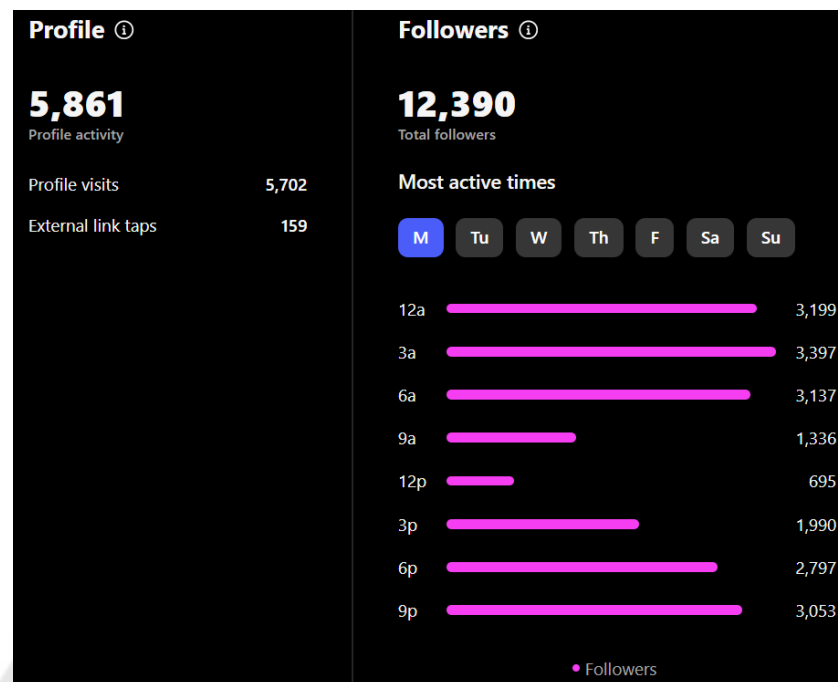 Profile
5,861
Profile activity
Profile visits 5,702
External link taps 159
Followers
12,390
Total followers
Most active times
M Tu W Th F Sa Su
12a 3,199
3a 3,397
6a 3,137
9a 1,336
12p 695
3p 1,990
6p 2,797
9p 3,053
Followers